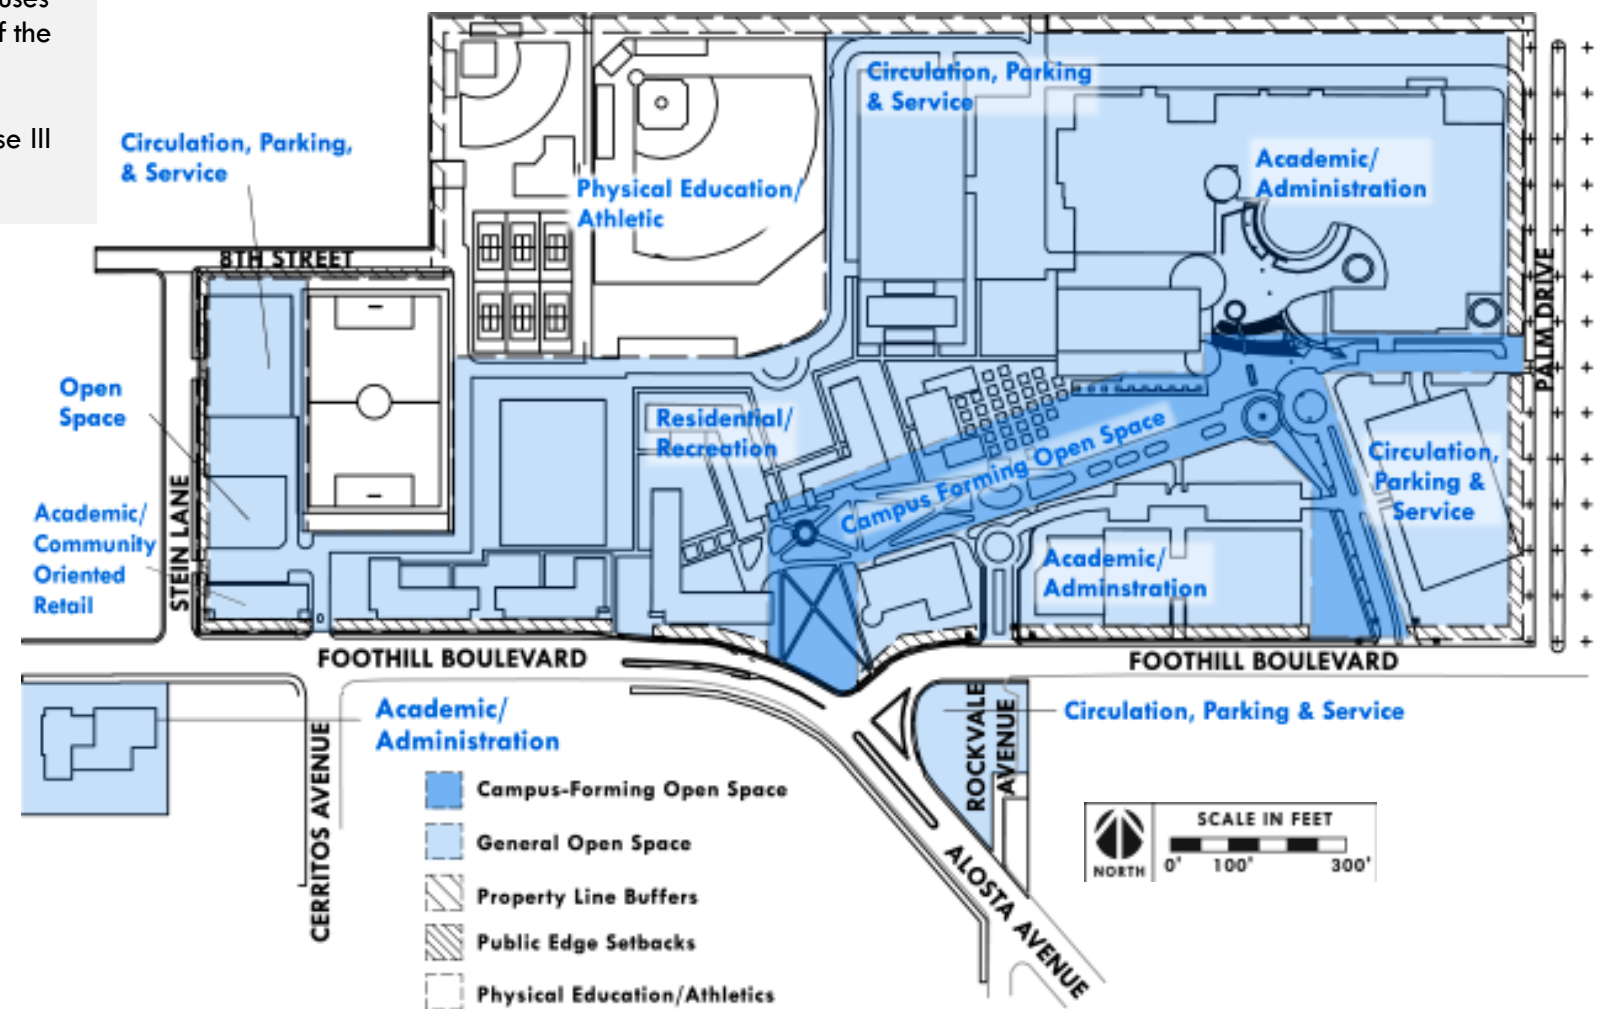 uses
f the
se III
Circulation, Parking,
& Service
Circulation, Parking
& Service
Academic/
Administration
Physical Education/
Athletic
8TH STREET
PALM DRIVE
Open
Space
Residential/
Recreation
Campus Forming Open Space
Circulation,
Parking &
Service
STEIN LANE
Academic/
Community
Oriented
Retail
Academic/
Adminstration
FOOTHILL BOULEVARD
FOOTHILL BOULEVARD
Academic/
Administration
CERRITOS AVENUE
ROCKVALE
AVENUE
Circulation, Parking & Service
ALOSTA AVENUE
Campus-Forming Open Space
General Open Space
Property Line Buffers
Public Edge Setbacks
Physical Education/Athletics
NORTH
SCALE IN FEET
0' 100' 300'